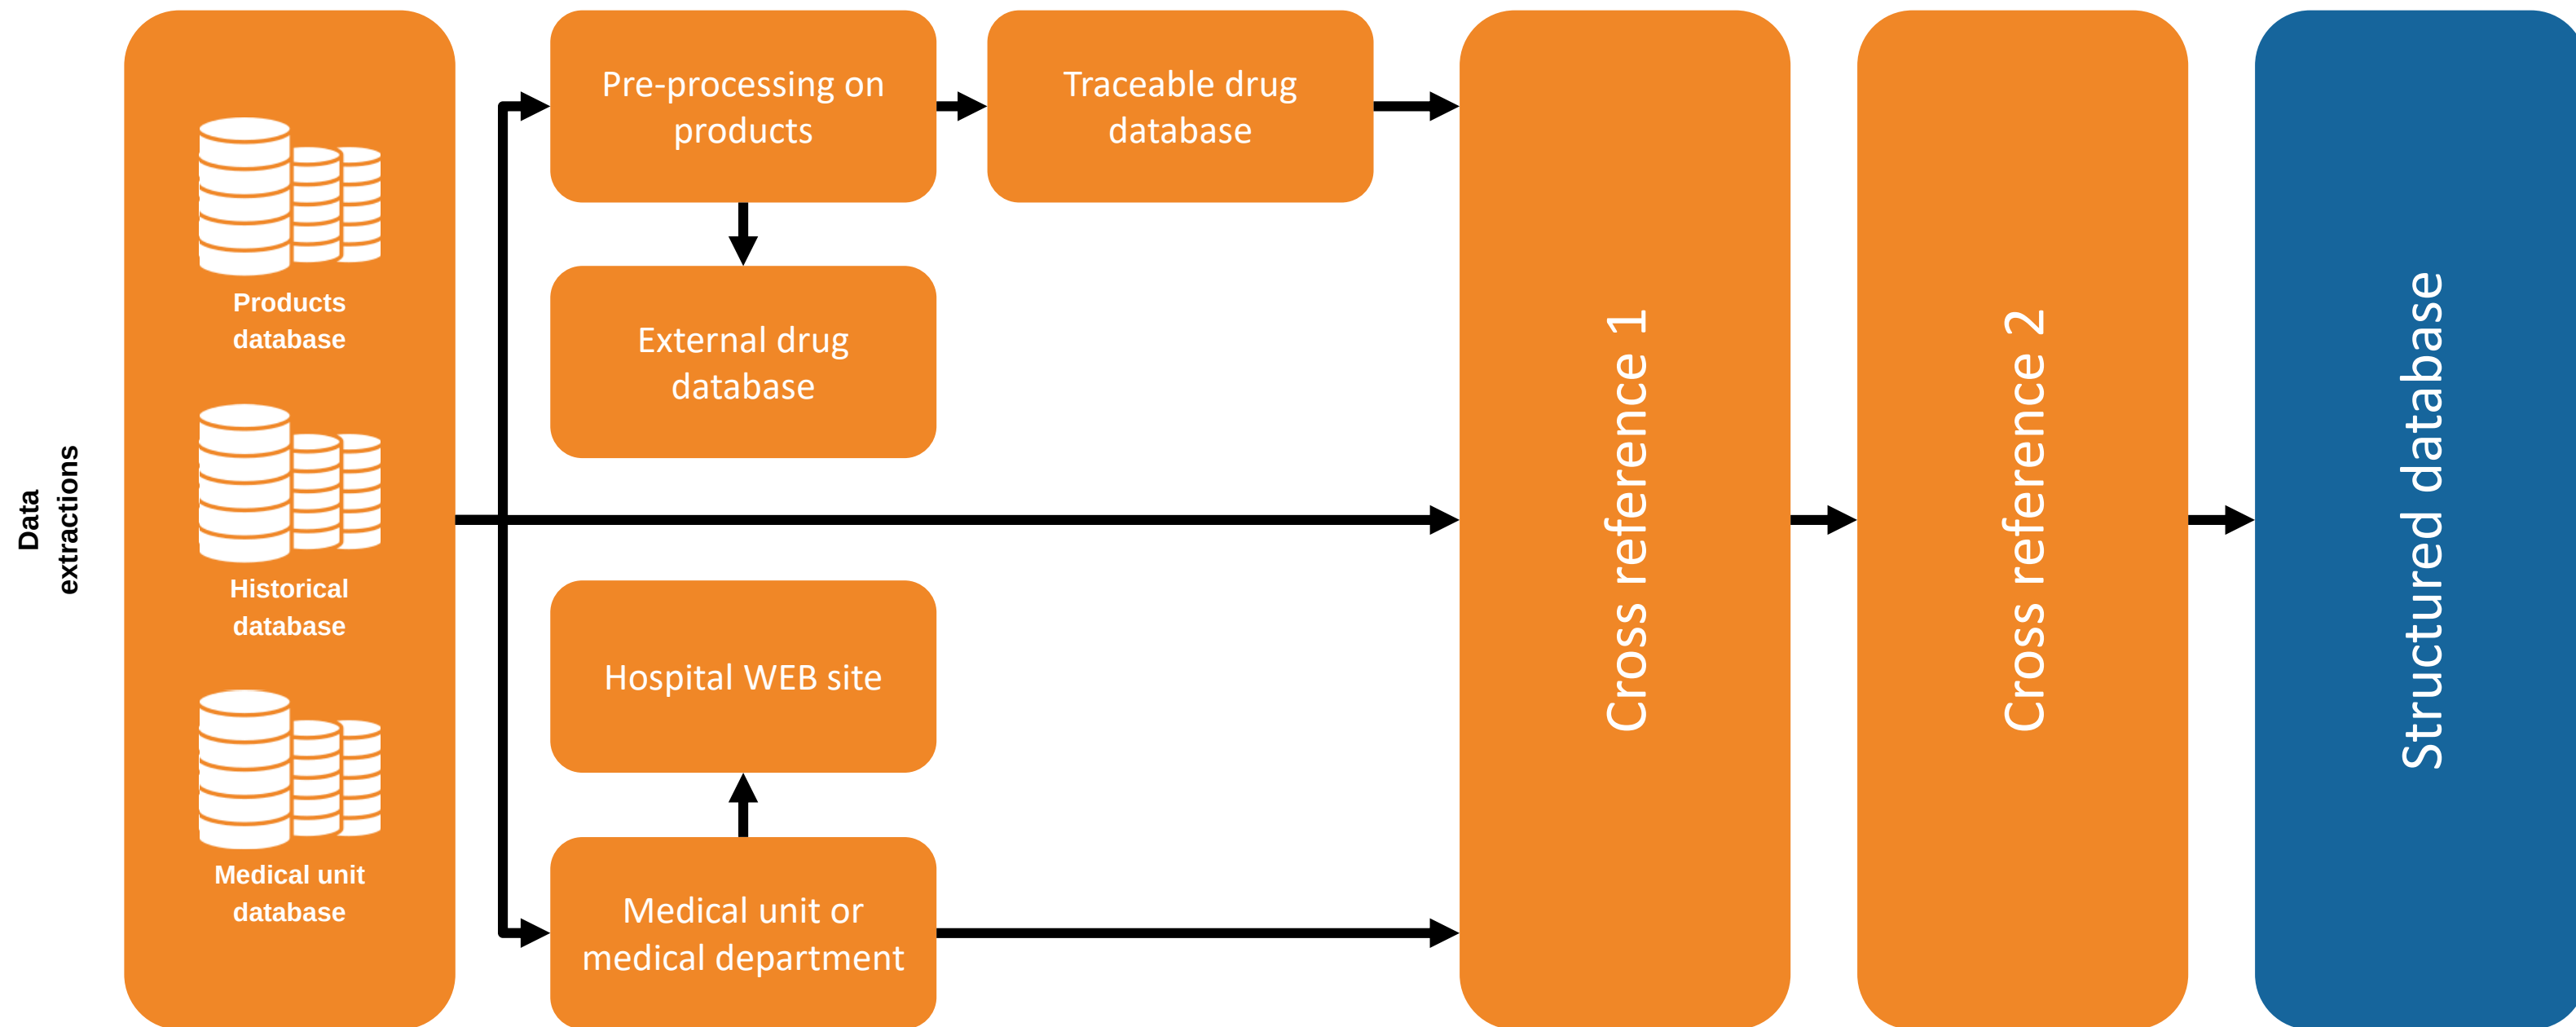 Data
extractions
Products
database
Historical
database
Medical unit
database
Pre-processing on
products
Traceable drug
database
External drug
database
Hospital WEB site
Medical unit or
medical department
Cross reference 1
Cross reference 2
Structured database